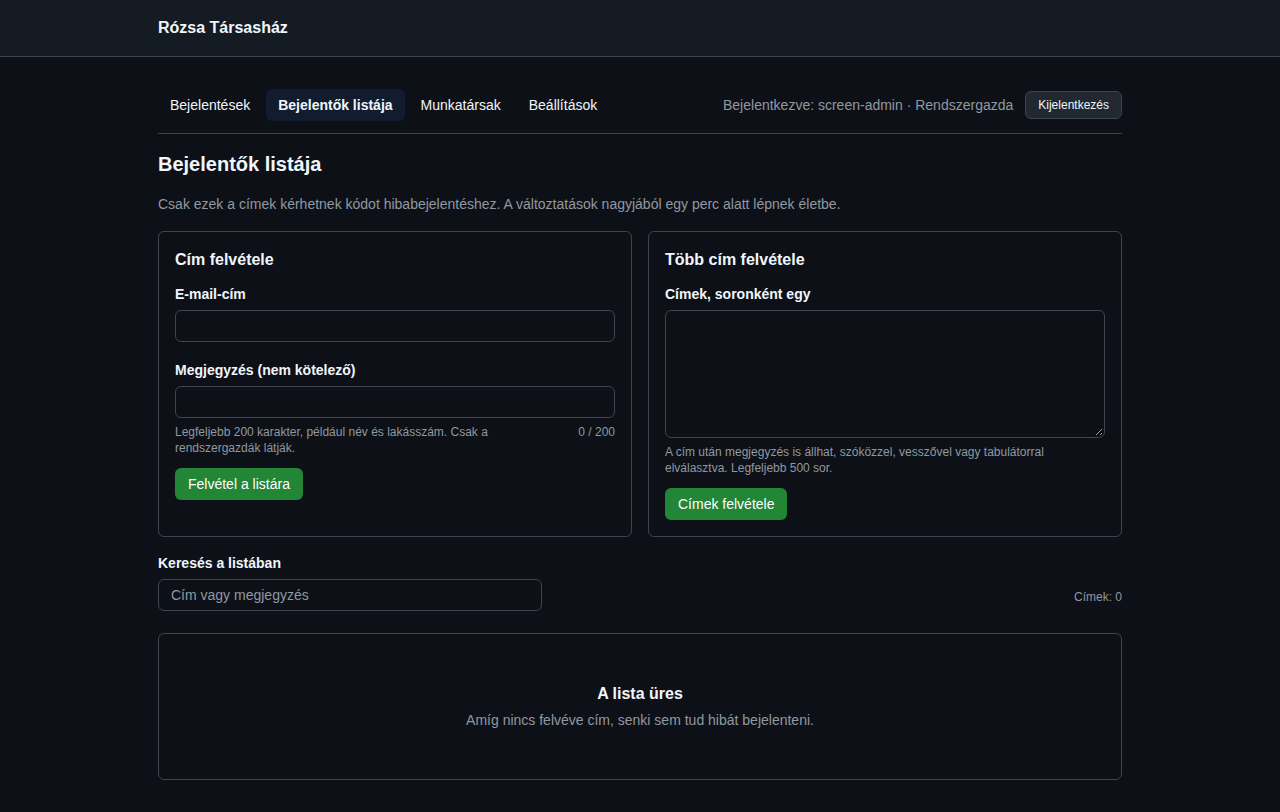 Rózsa Társasház
Bejelentések
Bejelentők listája
Munkatársak
Beállítások
Bejelentkezve: screen-admin · Rendszergazda
Kijelentkezés
Bejelentők listája
Csak ezek a címek kérhetnek kódot hibabejelentéshez. A változtatások nagyjából egy perc alatt lépnek életbe.
Cím felvétele
E-mail-cím
Megjegyzés (nem kötelező)
Legfeljebb 200 karakter, például név és lakásszám. Csak a
rendszergazdák látják.
0 / 200
Felvétel a listára
Több cím felvétele
Címek, soronként egy
A cím után megjegyzés is állhat, szóközzel, vesszővel vagy tabulátorral
elválasztva. Legfeljebb 500 sor.
Címek felvétele
Keresés a listában
Cím vagy megjegyzés
Címek: 0
A lista üres
Amíg nincs felvéve cím, senki sem tud hibát bejelenteni.